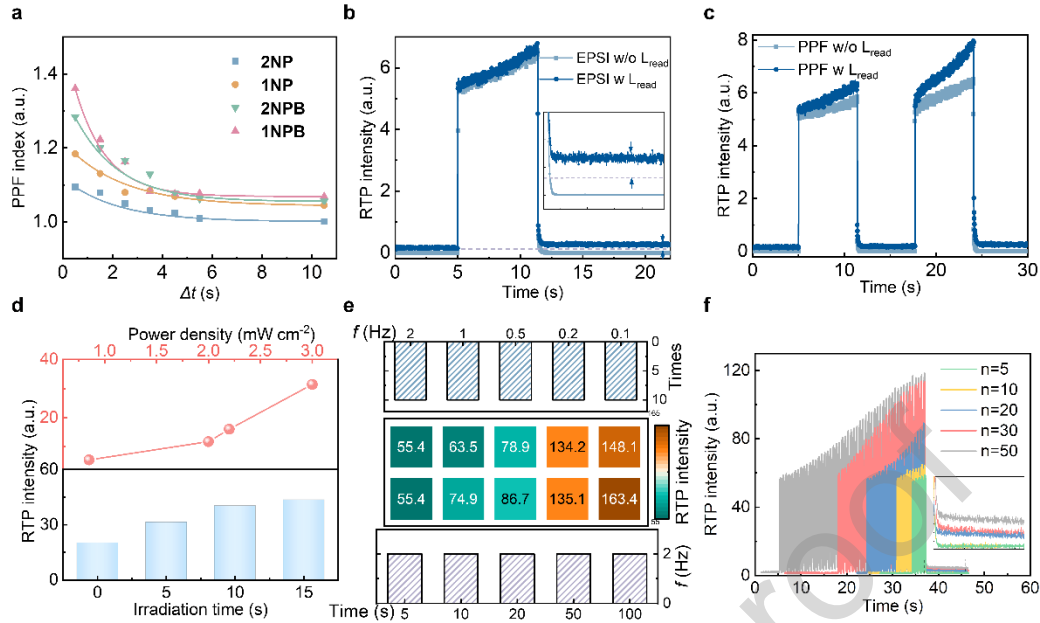 a
1.4
1.2
1.0
PPF index (a.u.)
0
2
4
6
8
10
Δt (s)
2NP
1NP
2NPB
1NPB
b
6
4
2
0
RTP intensity (a.u.)
0
5
10
15
20
Time (s)
EPSI w/o Lread
EPSI w Lread
c
8
6
4
2
0
RTP intensity (a.u.)
0
10
20
30
Time (s)
PPF w/o Lread
PPF w Lread
d
Power density (mW cm-2)
1.0
1.5
2.0
2.5
3.0
40
20
60
30
0
RTP intensity (a.u.)
0
5
10
15
Irradiation time (s)
e
f (Hz)
2
1
0.5
0.2
0.1
0
5
10
Times
55.4
63.5
78.9
134.2
148.1
55.4
74.9
86.7
135.1
163.4
RTP intensity
55
2
0
f (Hz)
Time (s)
5
10
20
50
100
f
120
80
40
0
RTP intensity (a.u.)
0
10
20
30
40
50
60
Time (s)
n=5
n=10
n=20
n=30
n=50